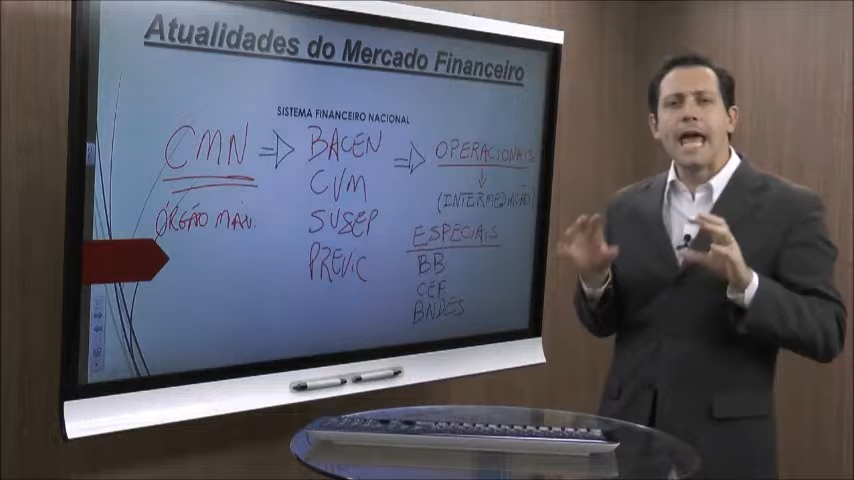 Atualidades do Mercado Financeiro
SISTEMA FINANCEIRO NACIONAL
CMN ⇒ BACEN ⇒ OPERACIONAIS
CVM
(INTERMEDIAÇÃO)
ÓRGÃO MÁX.
SUSEP
ESPECIAIS
PREVIC
BB
CEF
BNDES